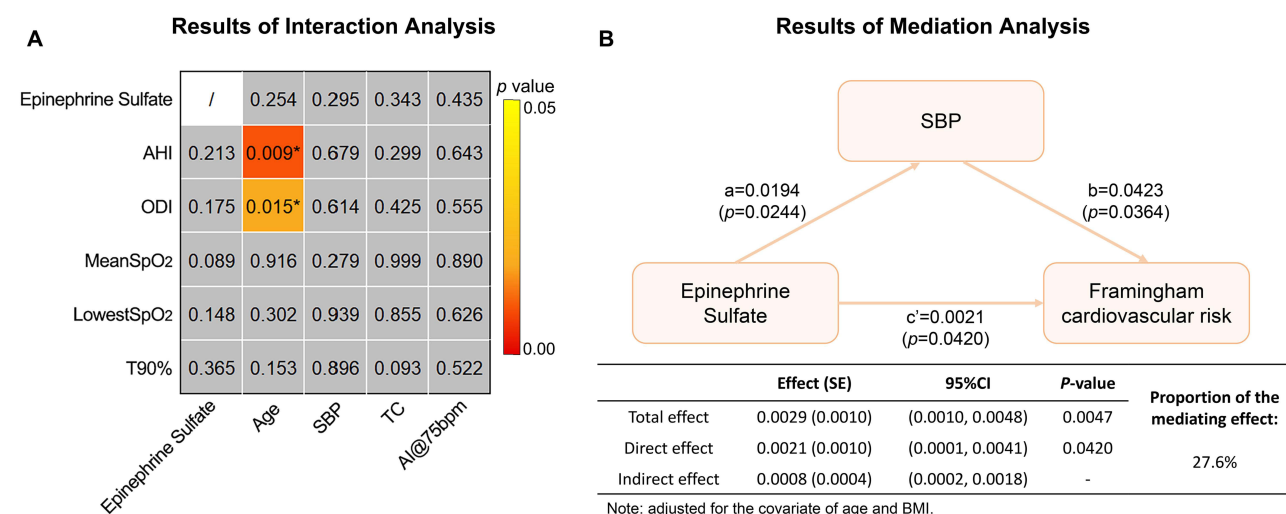 Results of Interaction Analysis
A
Epinephrine Sulfate / 0.254 0.295 0.343 0.435
AHI 0.213 0.009* 0.679 0.299 0.643
ODI 0.175 0.015* 0.614 0.425 0.555
MeanSpO2 0.089 0.916 0.279 0.999 0.890
LowestSpO2 0.148 0.302 0.939 0.855 0.626
T90% 0.365 0.153 0.896 0.093 0.522
Epinephrine Sulfate Age SBP TC AI@75bpm
p value
0.05
0.00
Results of Mediation Analysis
B
SBP
a=0.0194
(p=0.0244)
b=0.0423
(p=0.0364)
Epinephrine
Sulfate
Framingham
cardiovascular risk
c'=0.0021
(p=0.0420)
Effect (SE) 95%CI P-value
Total effect 0.0029 (0.0010) (0.0010, 0.0048) 0.0047
Direct effect 0.0021 (0.0010) (0.0001, 0.0041) 0.0420
Indirect effect 0.0008 (0.0004) (0.0002, 0.0018) -
Proportion of the
mediating effect:
27.6%
Note: adjusted for the covariate of age and BMI.